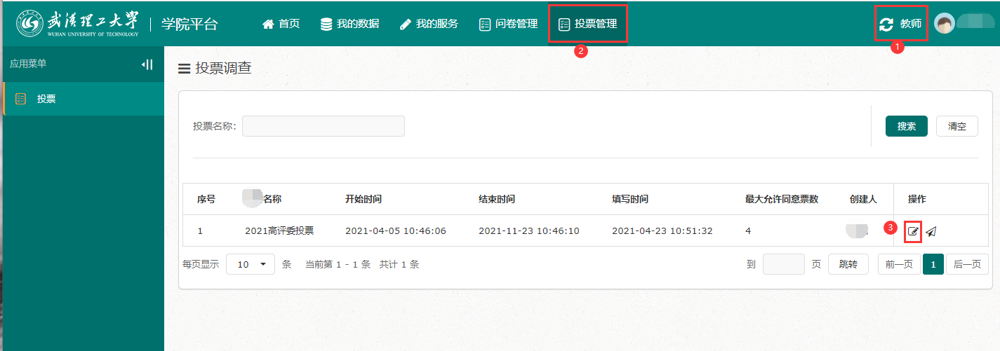 武汉理工大学 学院平台 首页 我的数据 我的服务 问卷管理 投票管理 教师
WUHAN UNIVERSITY OF TECHNOLOGY
2
1
应用菜单
投票
投票调查
投票名称: 搜索 清空
序号 名称 开始时间 结束时间 填写时间 最大允许同意票数 创建人 操作
1 2021高评委投票 2021-04-05 10:46:06 2021-11-23 10:46:10 2021-04-23 10:51:32 4 3
每页显示 10 条 当前第 1 - 1 条 共计 1 条 到 页 跳转 前一页 1 后一页